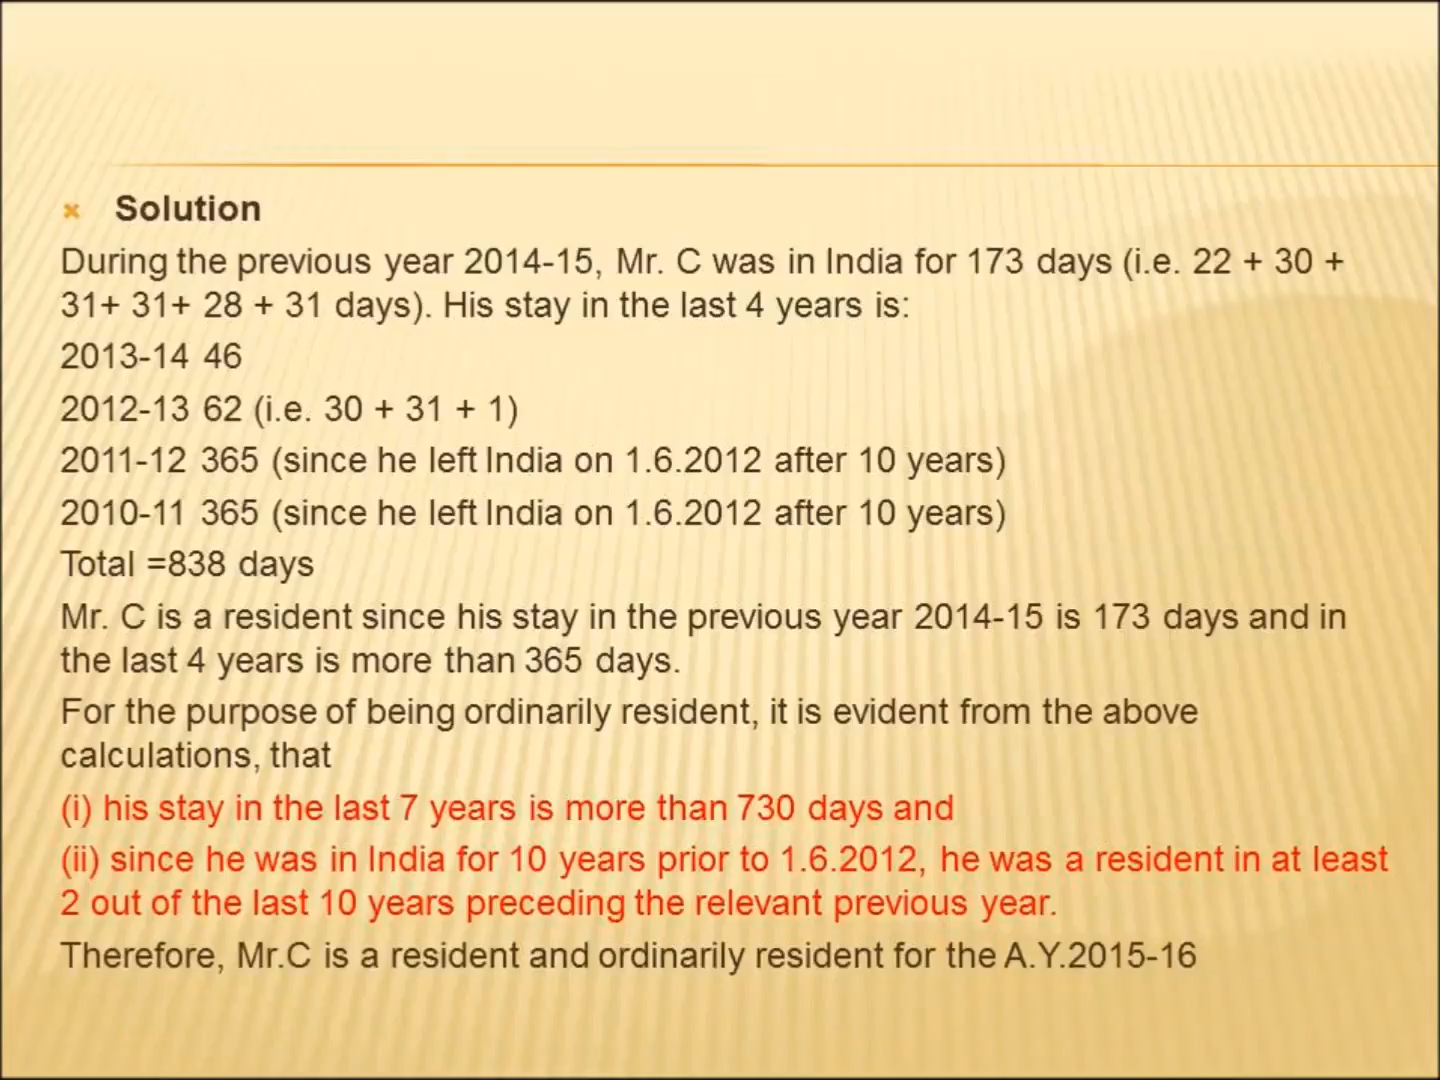 Solution
During the previous year 2014-15, Mr. C was in India for 173 days (i.e. 22 + 30 +
31+ 31+ 28 + 31 days). His stay in the last 4 years is:
2013-14 46
2012-13 62 (i.e. 30 + 31 + 1)
2011-12 365 (since he left India on 1.6.2012 after 10 years)
2010-11 365 (since he left India on 1.6.2012 after 10 years)
Total =838 days
Mr. C is a resident since his stay in the previous year 2014-15 is 173 days and in
the last 4 years is more than 365 days.
For the purpose of being ordinarily resident, it is evident from the above
calculations, that
(i) his stay in the last 7 years is more than 730 days and
(ii) since he was in India for 10 years prior to 1.6.2012, he was a resident in at least
2 out of the last 10 years preceding the relevant previous year.
Therefore, Mr.C is a resident and ordinarily resident for the A.Y.2015-16